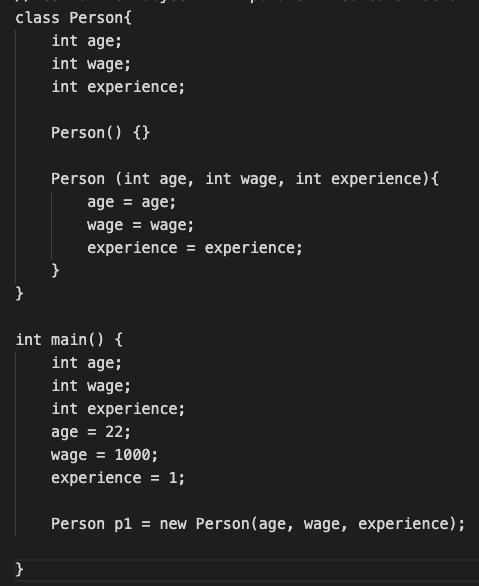 class Person{
int age;
int wage;
int experience;
Person() {}
Person (int age, int wage, int experience){
age = age;
wage = wage;
experience = experience;
}
}
int main() {
int age;
int wage;
int experience;
age = 22;
wage = 1000;
experience = 1;
Person p1 = new Person(age, wage, experience);
}